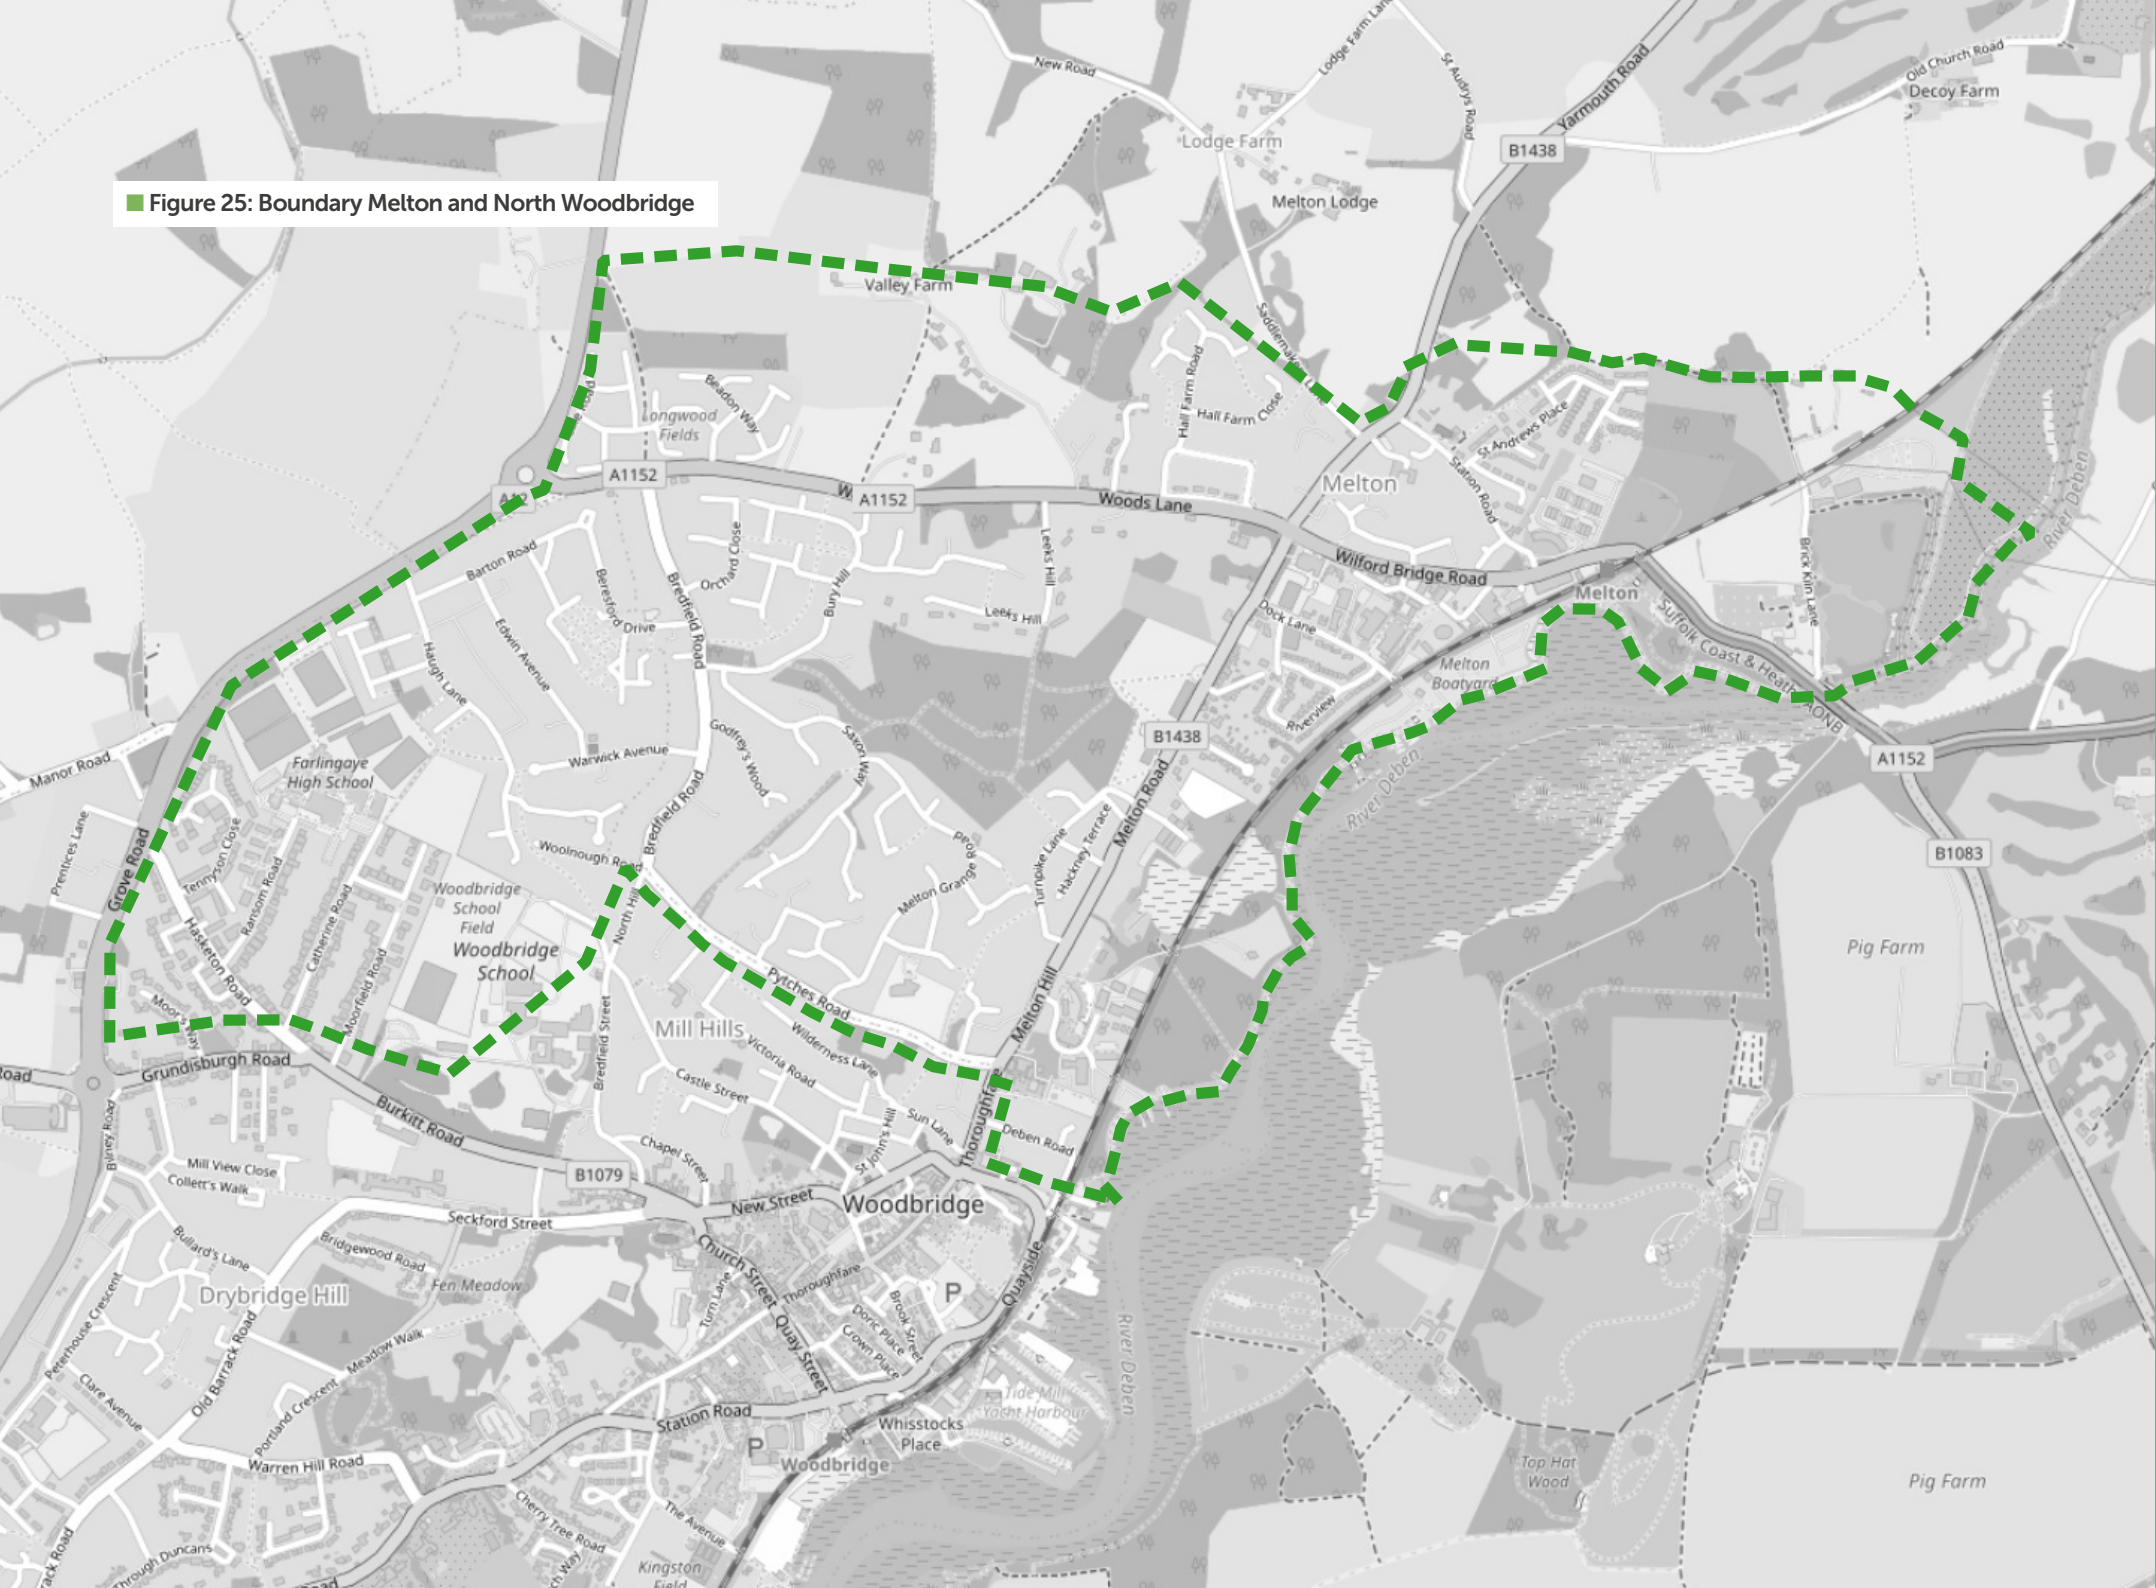 Figure 25: Boundary Melton and North Woodbridge
New Road
Lodge Farm Lane
St Audrys Road
Yarmouth Road
Old Church Road
Decoy Farm
Lodge Farm
B1438
Melton Lodge
Valley Farm
Saddlemakers Lane
Hall Farm Road
Hall Farm Close
Beadon Way
Longwood
Fields
A1152
A12
A1152
Woods Lane
Melton
St Andrews Place
Station Road
River Deben
Barton Road
Beresford
Drive
Bredfield Road
Orchard Close
Bury Hill
Leeks Hill
Leeks Hill
Wilford Bridge Road
Melton
Dock Lane
Brick Kiln Lane
Suffolk Coast & Heaths AONB
Haugh Lane
Edwin Avenue
Melton
Boatyard
Riverview
Manor Road
Farlingaye
High School
Warwick Avenue
Godfrey's Wood
Saxon Way
B1438
A1152
River Deben
Bredfield Road
Melton Road
Prentices Lane
Grove Road
Tennyson Close
Ransom Road
Catherine Road
Woolnough Road
Melton Grange Road
Turnpike Lane
Hackney Terrace
B1083
Woodbridge
School
Field
Woodbridge
School
North Hill
Hasketon Road
Moorfield Road
Pig Farm
Moor's Way
Pytches Road
Melton Hill
Mill Hills
Bredfield Street
Wilderness Lane
Victoria Road
Castle Street
Grundisburgh Road
Road
Burkitt Road
Bilney Road
Thoroughfare
Sun Lane
Deben Road
St John's Hill
Chapel Street
Mill View Close
Collett's Walk
B1079
New Street
Woodbridge
Seckford Street
Bullard's Lane
Bridgewood Road
Fen Meadow
Church Street
Turn Lane
Thoroughfare
P
Quayside
Drybridge Hill
Peterhouse Crescent
Old Barrack Road
Meadow Walk
Portland Crescent
Quay Street
Doric Place
Crown Place
Brook Street
River Deben
Tide Mill
Yacht Harbour
Clare Avenue
Station Road
Whisstocks
Place
P
Woodbridge
Warren Hill Road
Top Hat
Wood
Pig Farm
Cherry Tree Road
The Avenue
Through Duncans
Kingston
Field